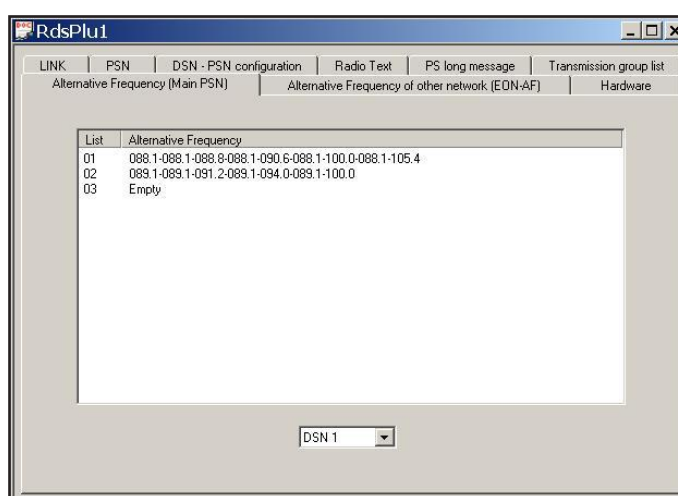 RdsPlu1
LINK PSN DSN - PSN configuration Radio Text PS long message Transmission group list
Alternative Frequency (Main PSN) Alternative Frequency of other network (EON-AF) Hardware
List Alternative Frequency
01 088.1-088.1-088.8-088.1-090.6-088.1-100.0-088.1-105.4
02 089.1-089.1-091.2-089.1-094.0-089.1-100.0
03 Empty
DSN 1